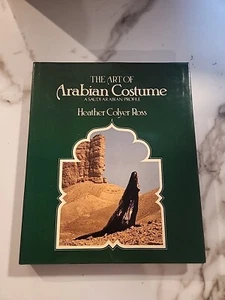 THE ART OF
Arabian Costume
A SAUDI ARABIAN PROFILE
Heather Colyer Ross